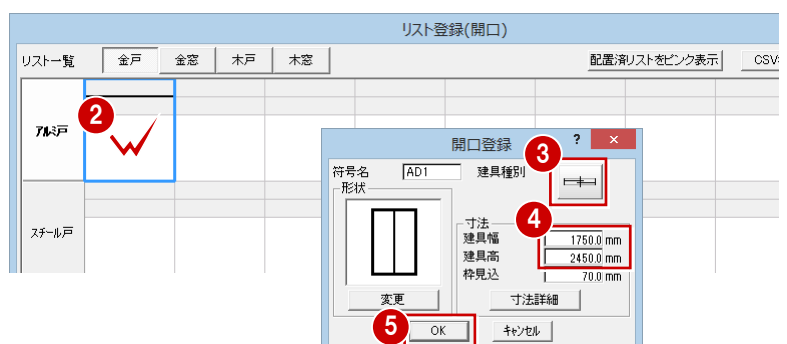 リスト登録(開口)
リスト一覧 金戸 金窓 木戸 木窓 配置済リストをピンク表示 CSV
2
アルミ戸
開口登録 ? ×
3
符号名 AD1 建具種別
形状
4
寸法
スチール戸
建具幅 1750.0 mm
建具高 2450.0 mm
枠見込 70.0 mm
変更 寸法詳細
5 OK キャンセル